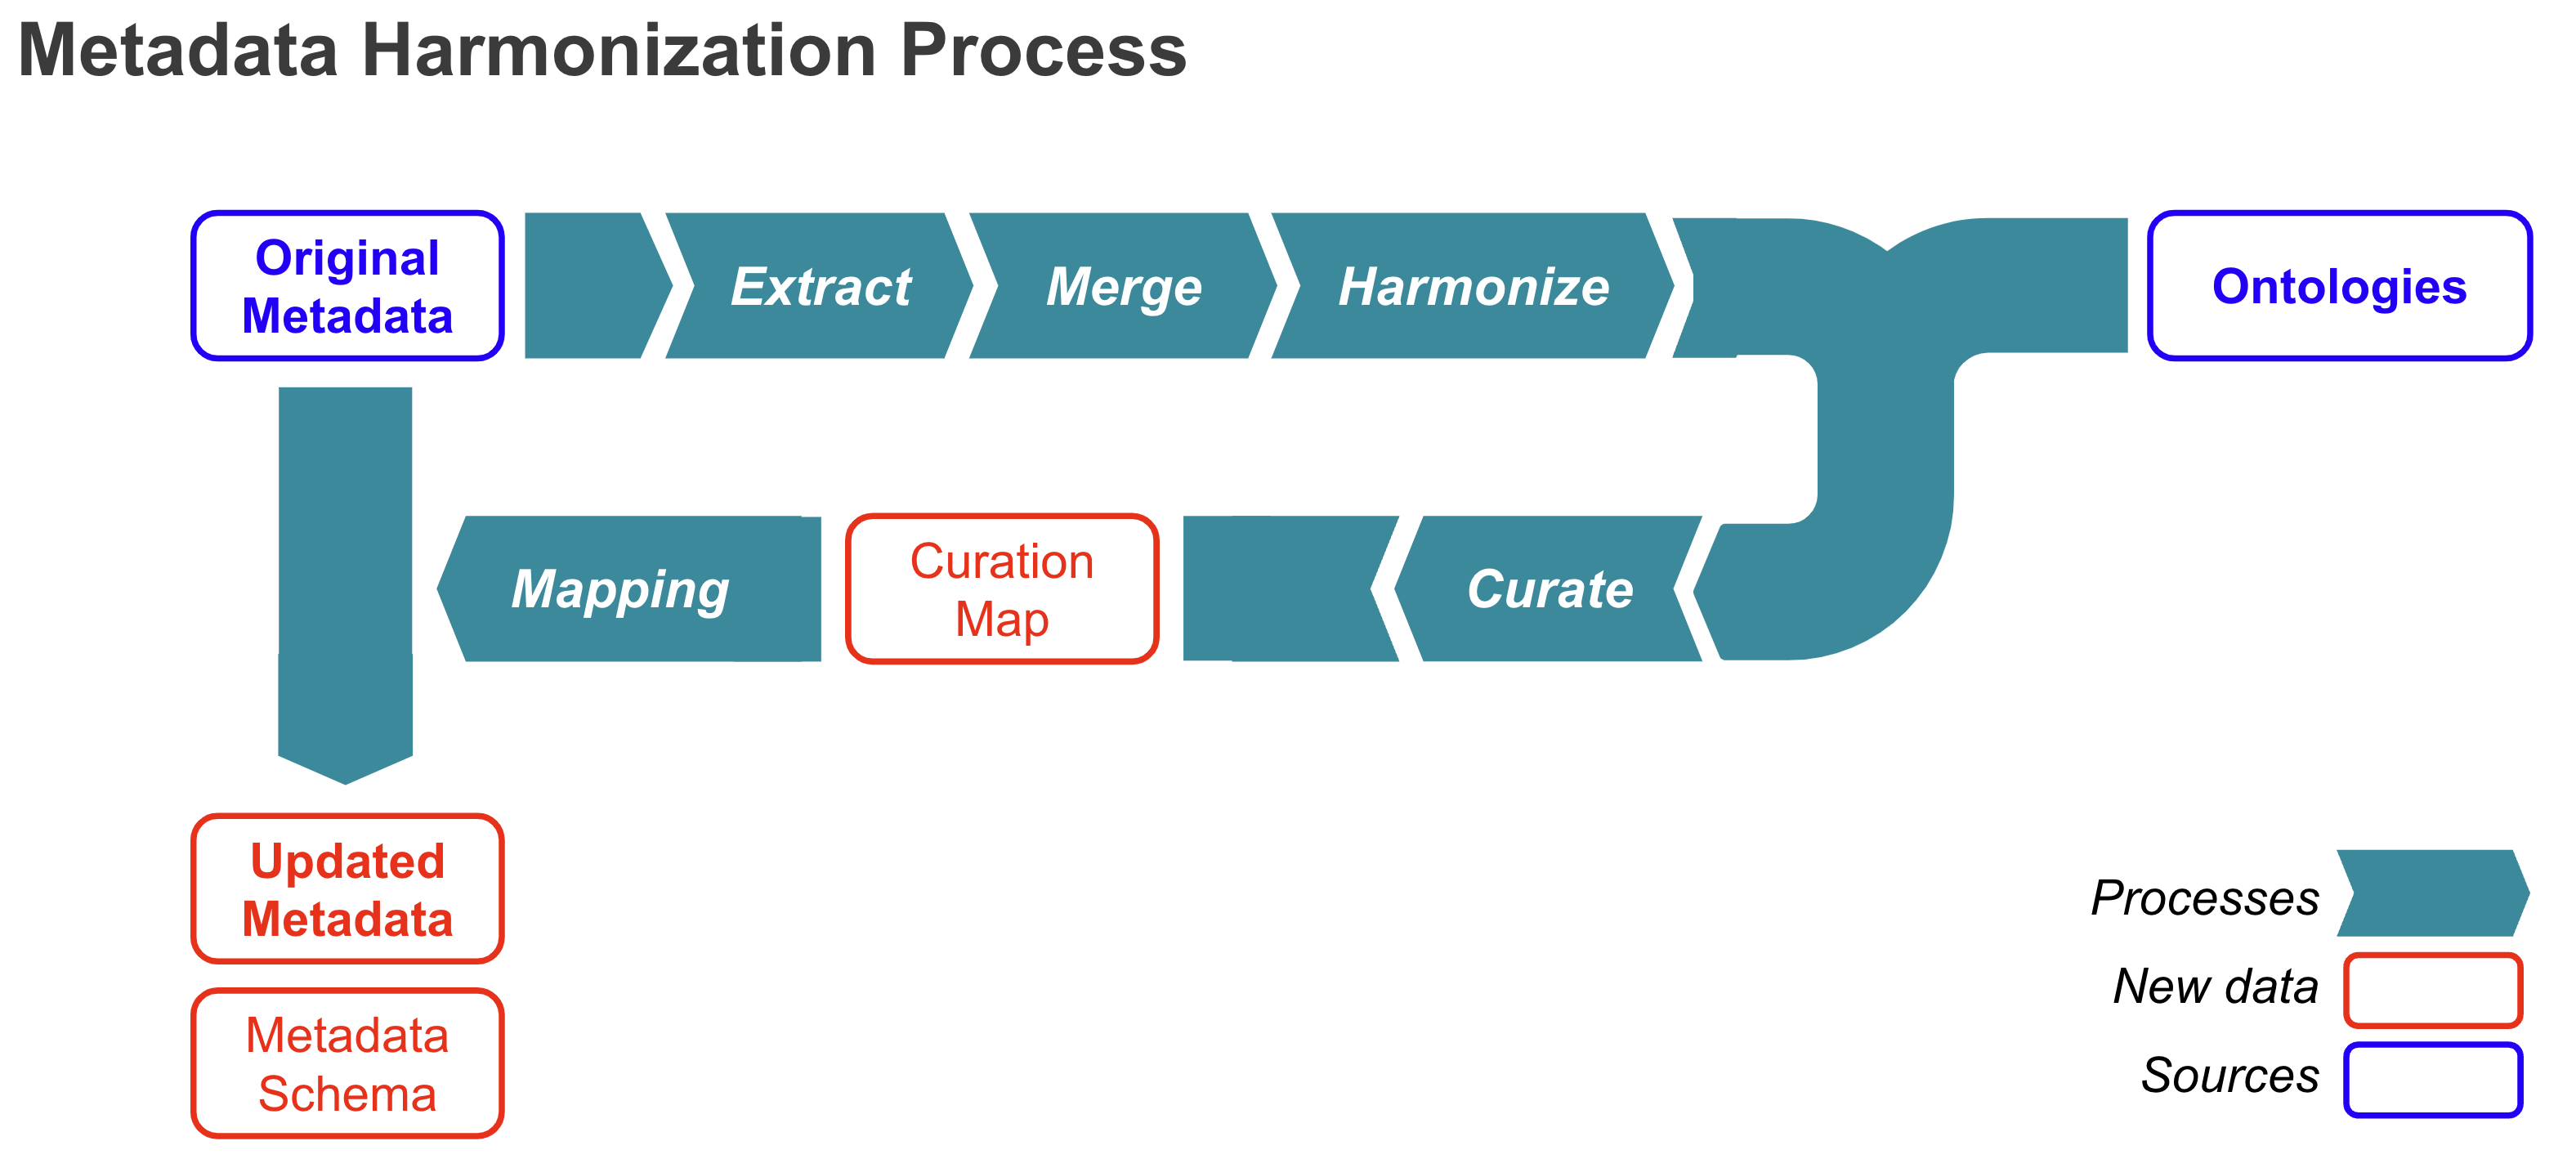 Metadata Harmonization Process
Original
Metadata
Extract
Merge
Harmonize
Ontologies
Mapping
Curation
Map
Curate
Updated
Metadata
Metadata
Schema
Processes
New data
Sources